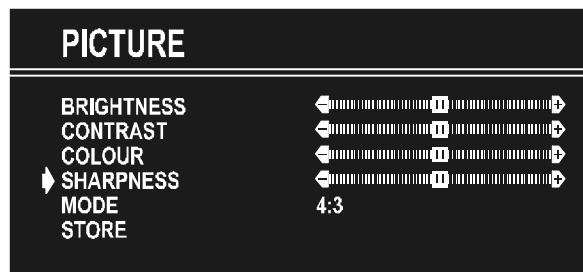 PICTURE
BRIGHTNESS
CONTRAST
COLOUR
SHARPNESS
MODE 4:3
STORE